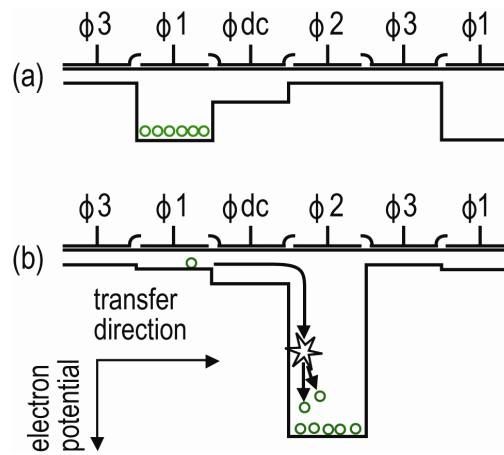 ϕ3 ϕ1 ϕdc ϕ2 ϕ3 ϕ1
(a)
ϕ3 ϕ1 ϕdc ϕ2 ϕ3 ϕ1
(b)
transfer
direction
electron
potential